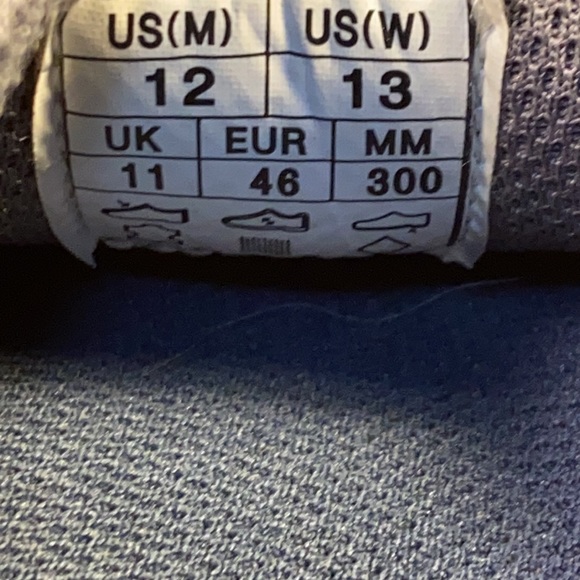 US(M) US(W)
12 13
UK EUR MM
11 46 300